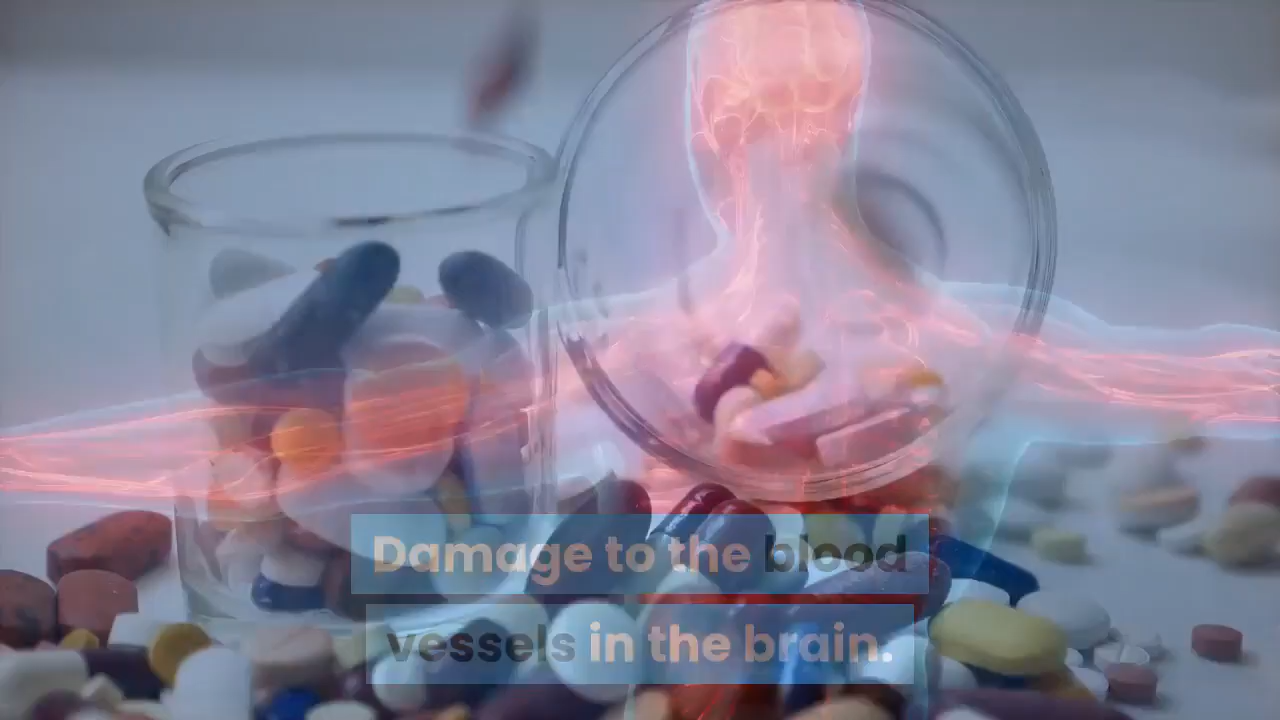 Damage to the blood
vessels in the brain.